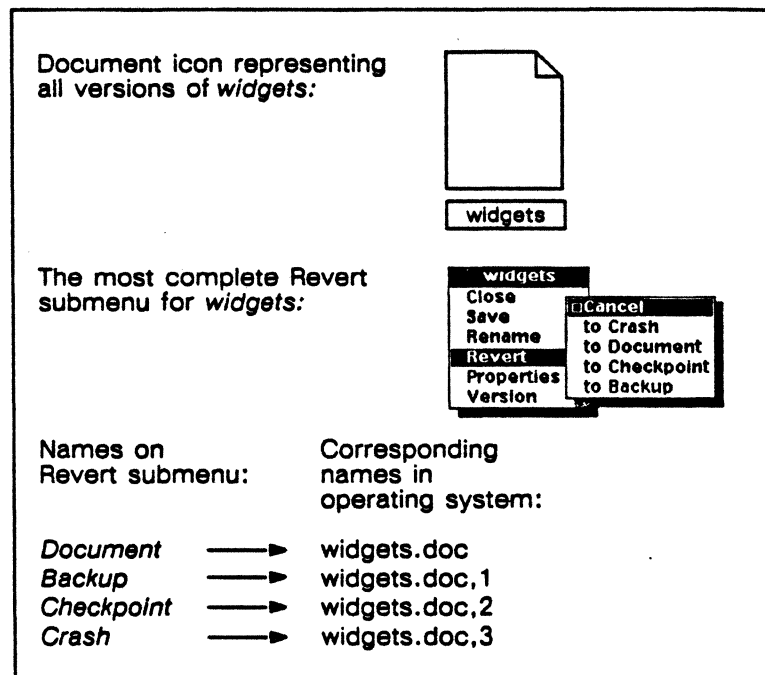 Document icon representing
all versions of widgets:
widgets
The most complete Revert
submenu for widgets:
widgets
Close
Save
Rename
Revert
Properties
Version
Cancel
to Crash
to Document
to Checkpoint
to Backup
Names on
Revert submenu:
Corresponding
names in
operating system:
Document → widgets.doc
Backup → widgets.doc,1
Checkpoint → widgets.doc,2
Crash → widgets.doc,3